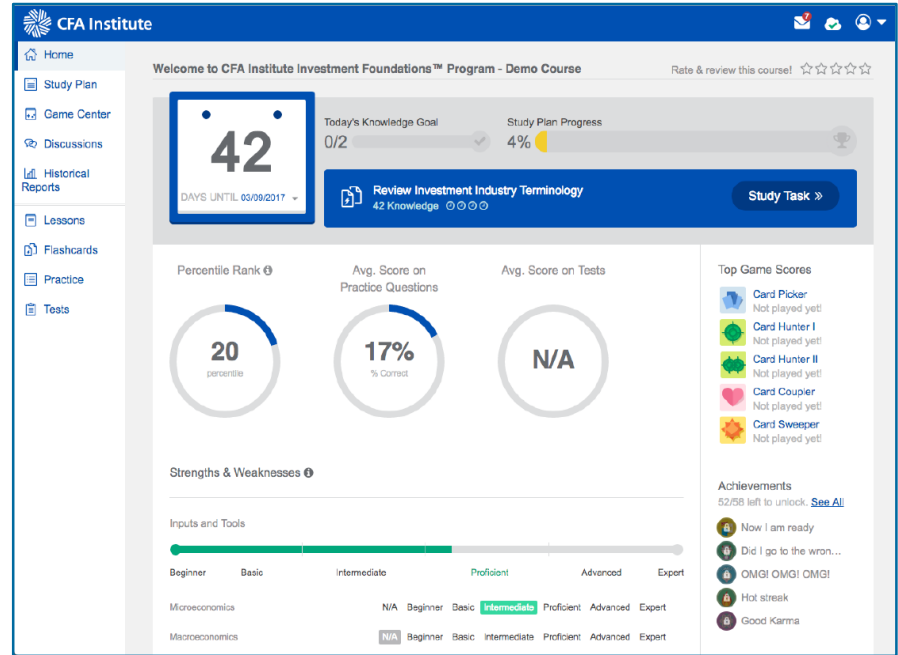 CFA Institute
7
Home
Study Plan
Game Center
Discussions
Historical
Reports
Lessons
Flashcards
Practice
Tests
Welcome to CFA Institute Investment Foundations™ Program - Demo Course
Rate & review this course!
42
DAYS UNTIL 03/09/2017
Today's Knowledge Goal
0/2
Study Plan Progress
4%
Review Investment Industry Terminology
42 Knowledge
Study Task »
Percentile Rank
20
percentile
Avg. Score on
Practice Questions
17%
% Correct
Avg. Score on Tests
N/A
Strengths & Weaknesses
Inputs and Tools
Beginner Basic Intermediate Proficient Advanced Expert
Microeconomics N/A Beginner Basic Intermediate Proficient Advanced Expert
Macroeconomics N/A Beginner Basic Intermediate Proficient Advanced Expert
Top Game Scores
Card Picker
Not played yet!
Card Hunter I
Not played yet!
Card Hunter II
Not played yet!
Card Coupler
Not played yet!
Card Sweeper
Not played yet!
Achievements
52/58 left to unlock. See All
Now I am ready
Did I go to the wron...
OMG! OMG! OMG!
Hot streak
Good Karma